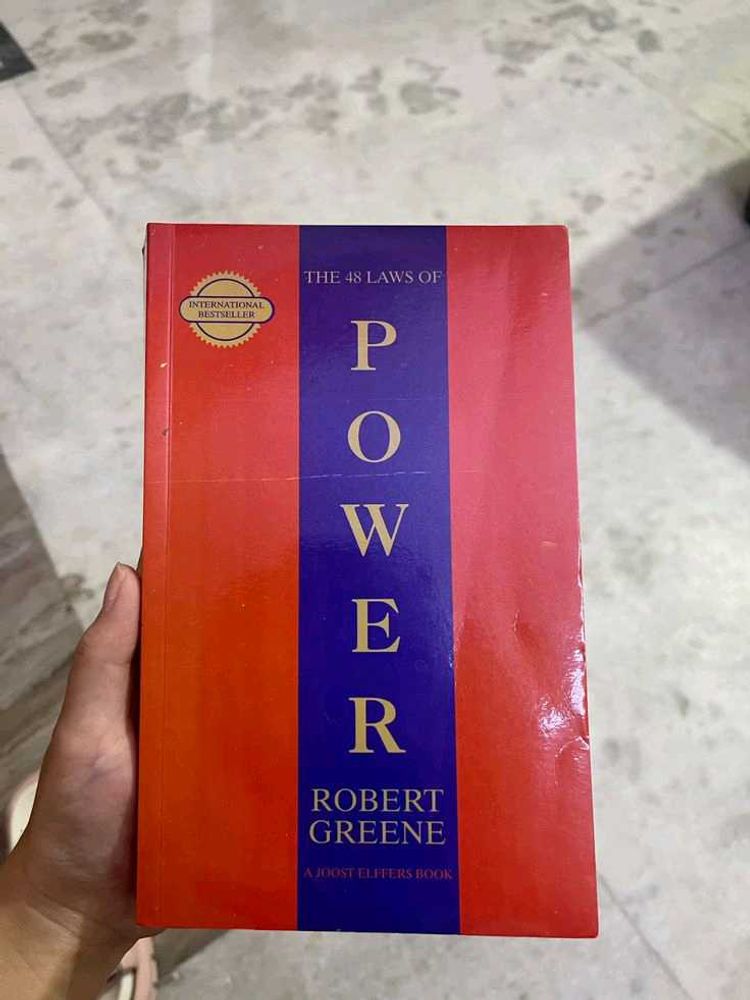 THE 48 LAWS OF
INTERNATIONAL
BESTSELLER
P
O
W
E
R
ROBERT
GREENE
A JOOST ELFFERS BOOK